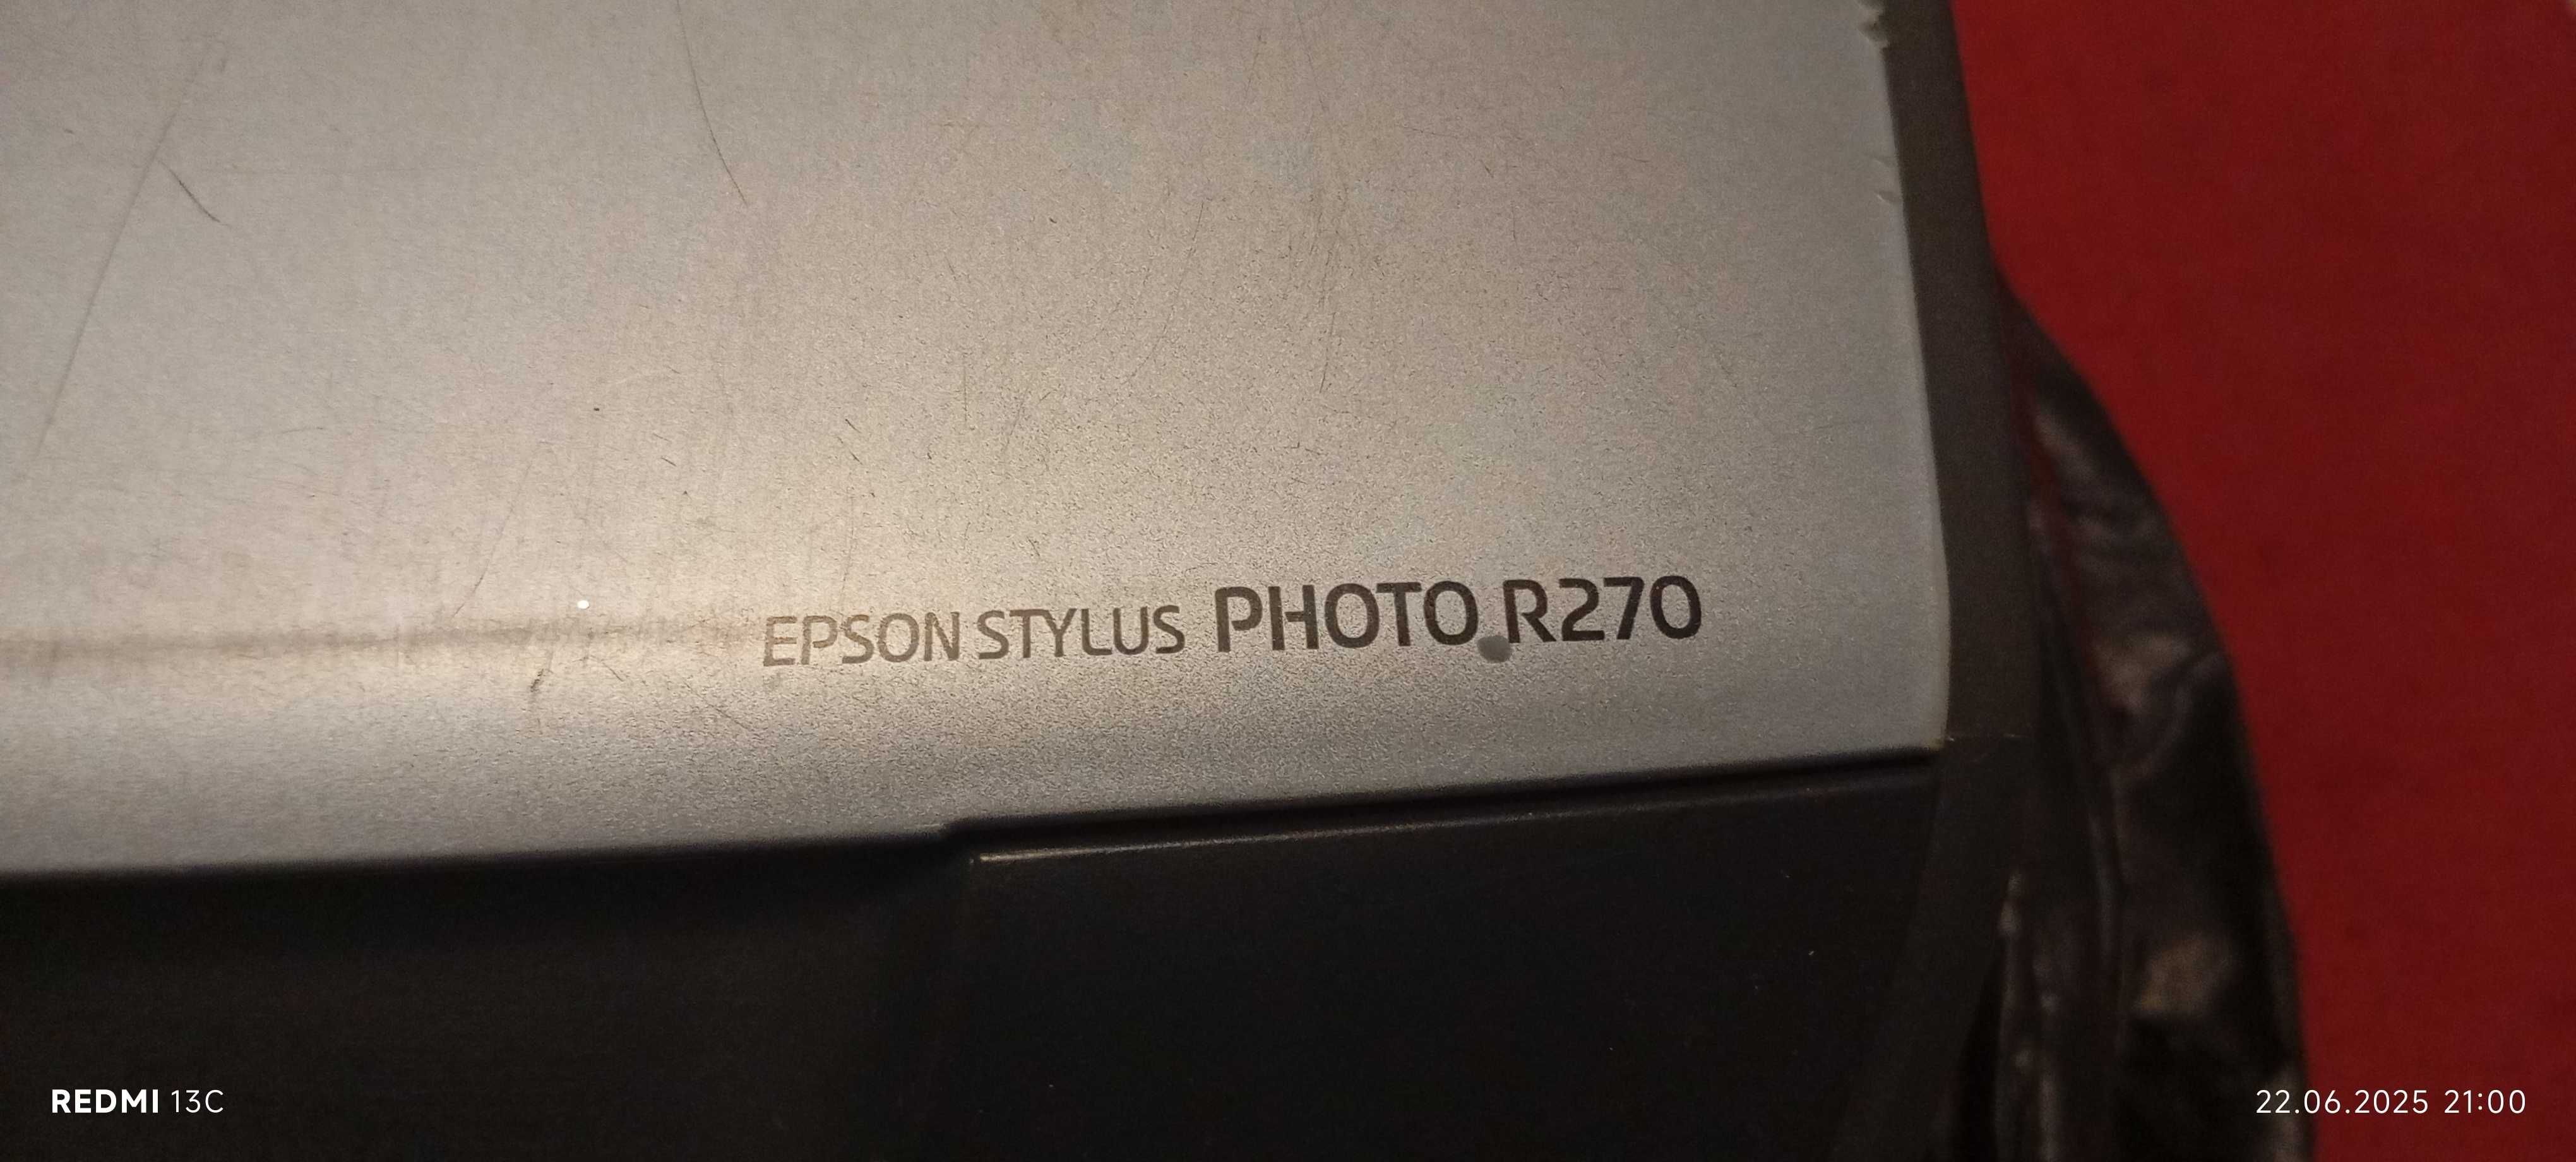 EPSON STYLUS PHOTO R270
REDMI 13C
22.06.2025 21:00